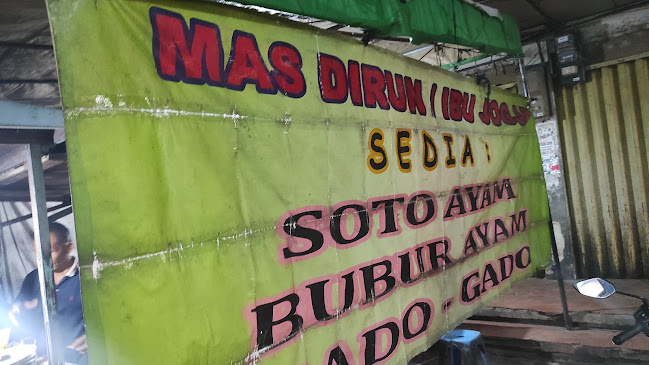 MAS DIRUN ( IBU
SEDIA :
SOTO AYAM
BUBUR AYAM
ADO - GADO